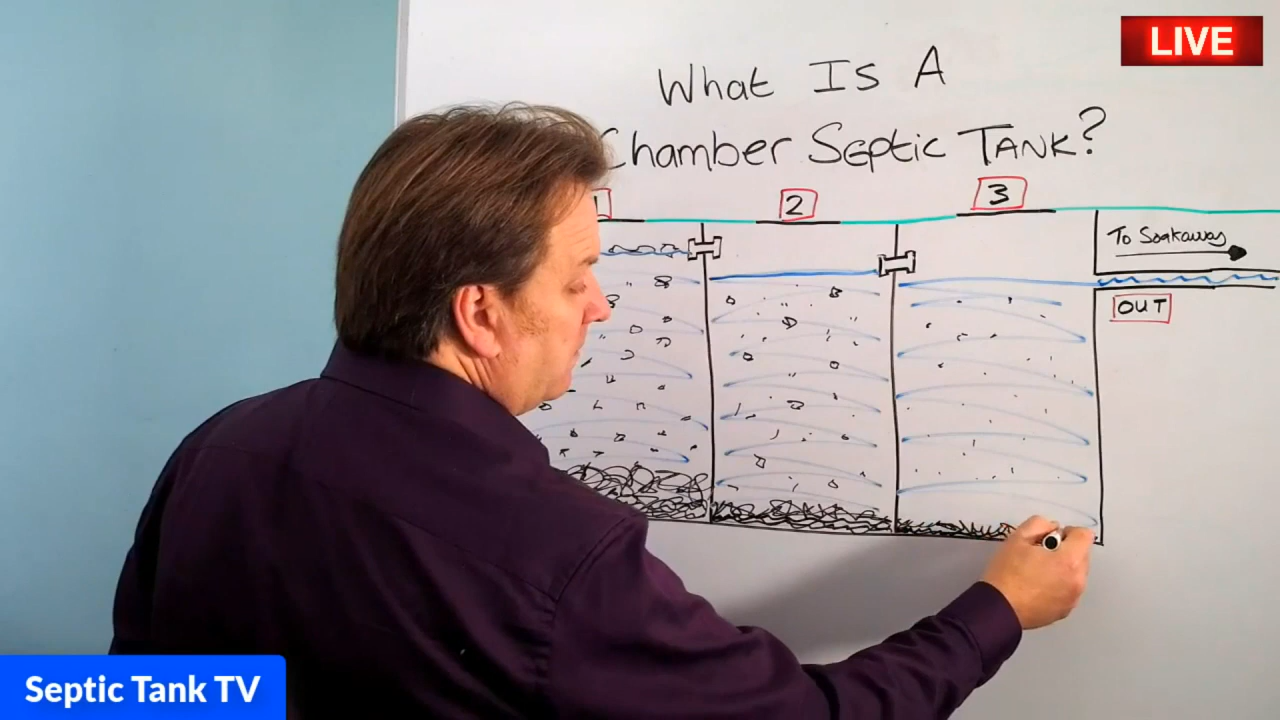 LIVE
What Is A
Chamber Septic Tank?
1 2 3
To Soakaway
OUT
Septic Tank TV